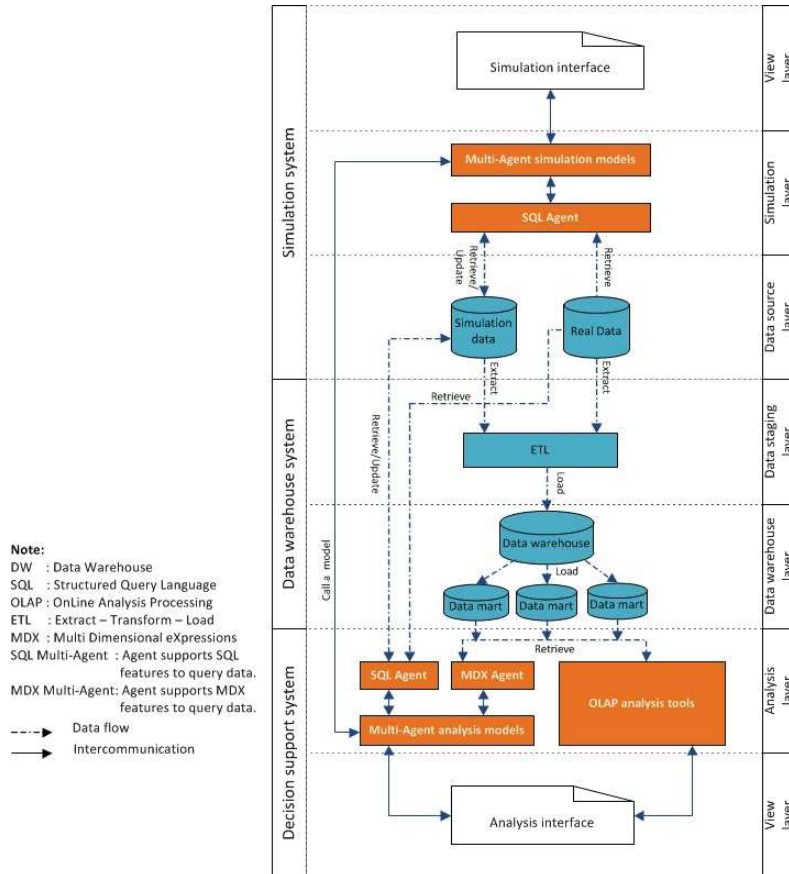 Simulation system
View
layer
Simulation interface
Multi-Agent simulation models
Simulation
layer
SQL Agent
Retrieve/
Update
Retrieve
Data source
layer
Simulation
data
Real Data
Extract
Extract
Data warehouse system
Retrieve
Retrieve/Update
Data staging
layer
ETL
Load
Data warehouse
layer
Data warehouse
Load
Data mart
Data mart
Data mart
Call a model
Note:
DW : Data Warehouse
SQL : Structured Query Language
OLAP : OnLine Analysis Processing
ETL : Extract – Transform – Load
MDX : Multi Dimensional eXpressions
SQL Multi-Agent : Agent supports SQL
features to query data.
MDX Multi-Agent: Agent supports MDX
features to query data.
Data flow
Intercommunication
Decision support system
Retrieve
SQL Agent
MDX Agent
OLAP analysis tools
Analysis
layer
Multi-Agent analysis models
Analysis interface
View
layer